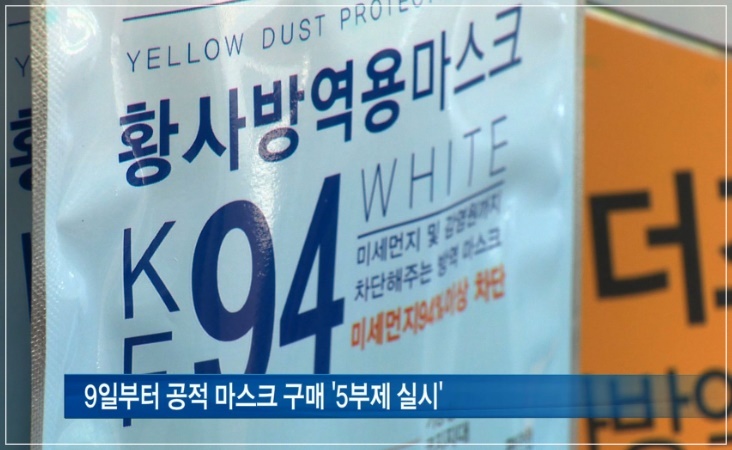 YELLOW DUST PROTEC
황사방역용마스크
KF94
WHITE
미세먼지 및 감염원까지
차단해주는 방역 마스크
미세먼지94%이상 차단
더
9일부터 공적 마스크 구매 '5부제 실시'